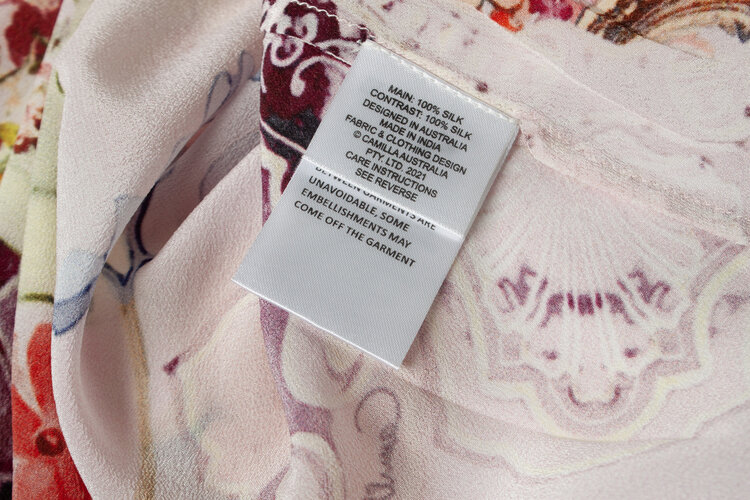 MAIN: 100% SILK
CONTRAST: 100% SILK
DESIGNED IN AUSTRALIA
MADE IN INDIA
FABRIC & CLOTHING DESIGN
© CAMILLA AUSTRALIA
PTY. LTD. 2021
CARE INSTRUCTIONS
SEE REVERSE
BETWEEN GARMENTS ARE
UNAVOIDABLE, SOME
EMBELLISHMENTS MAY
COME OFF THE GARMENT